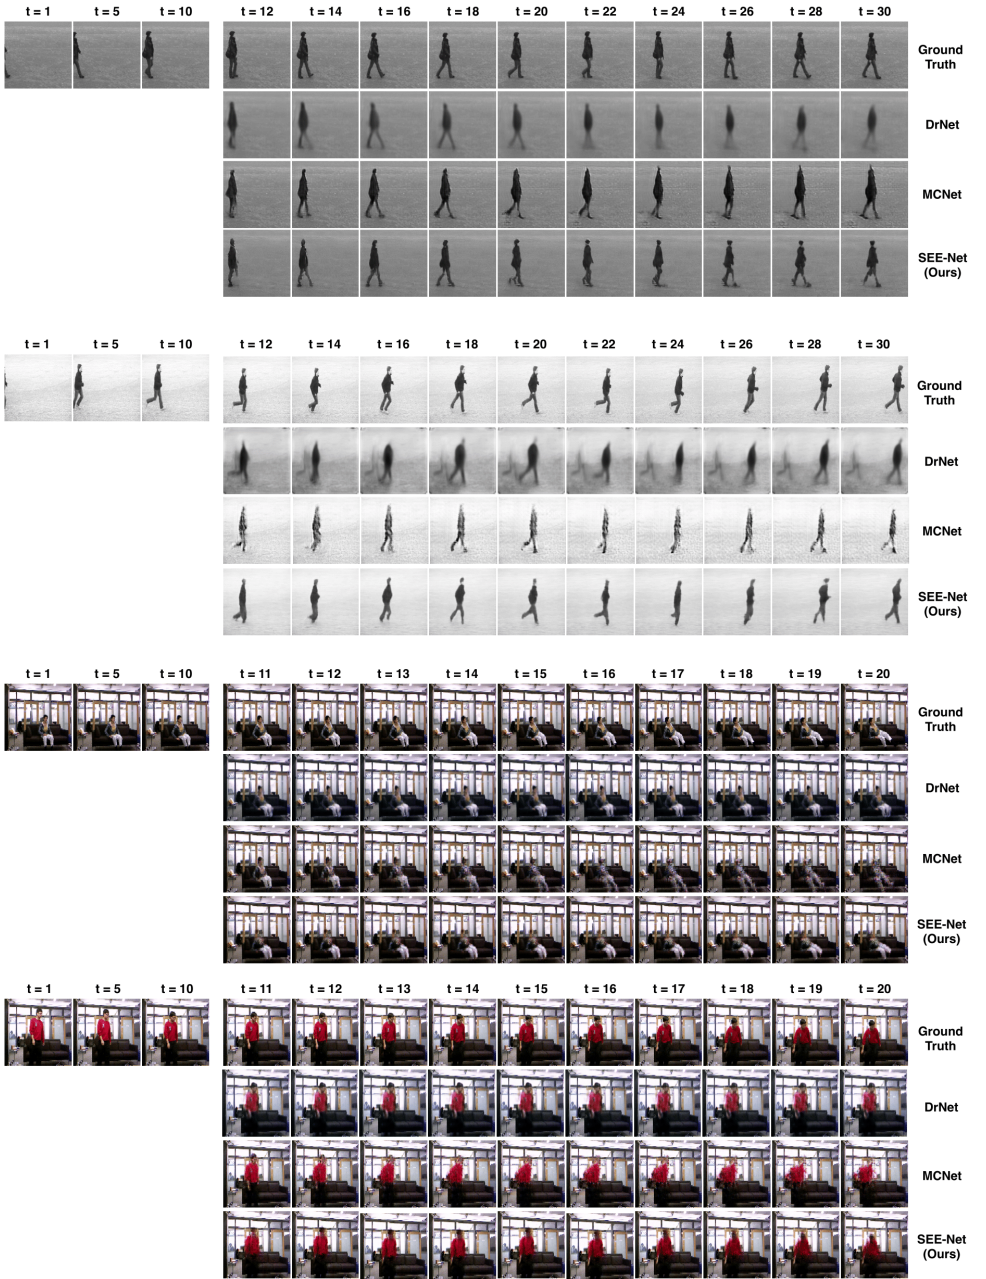 t = 1 t = 5 t = 10 t = 12 t = 14 t = 16 t = 18 t = 20 t = 22 t = 24 t = 26 t = 28 t = 30
Ground
Truth
DrNet
MCNet
SEE-Net
(Ours)
t = 1 t = 5 t = 10 t = 12 t = 14 t = 16 t = 18 t = 20 t = 22 t = 24 t = 26 t = 28 t = 30
Ground
Truth
DrNet
MCNet
SEE-Net
(Ours)
t = 1 t = 5 t = 10 t = 11 t = 12 t = 13 t = 14 t = 15 t = 16 t = 17 t = 18 t = 19 t = 20
Ground
Truth
DrNet
MCNet
SEE-Net
(Ours)
t = 1 t = 5 t = 10 t = 11 t = 12 t = 13 t = 14 t = 15 t = 16 t = 17 t = 18 t = 19 t = 20
Ground
Truth
DrNet
MCNet
SEE-Net
(Ours)